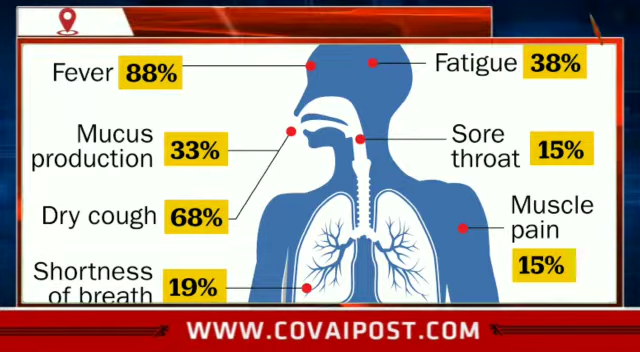 Fever 88%
Fatigue 38%
Mucus
production 33%
Sore
throat 15%
Dry cough 68%
Muscle
pain
15%
Shortness
of breath 19%
WWW.COVAIPOST.COM